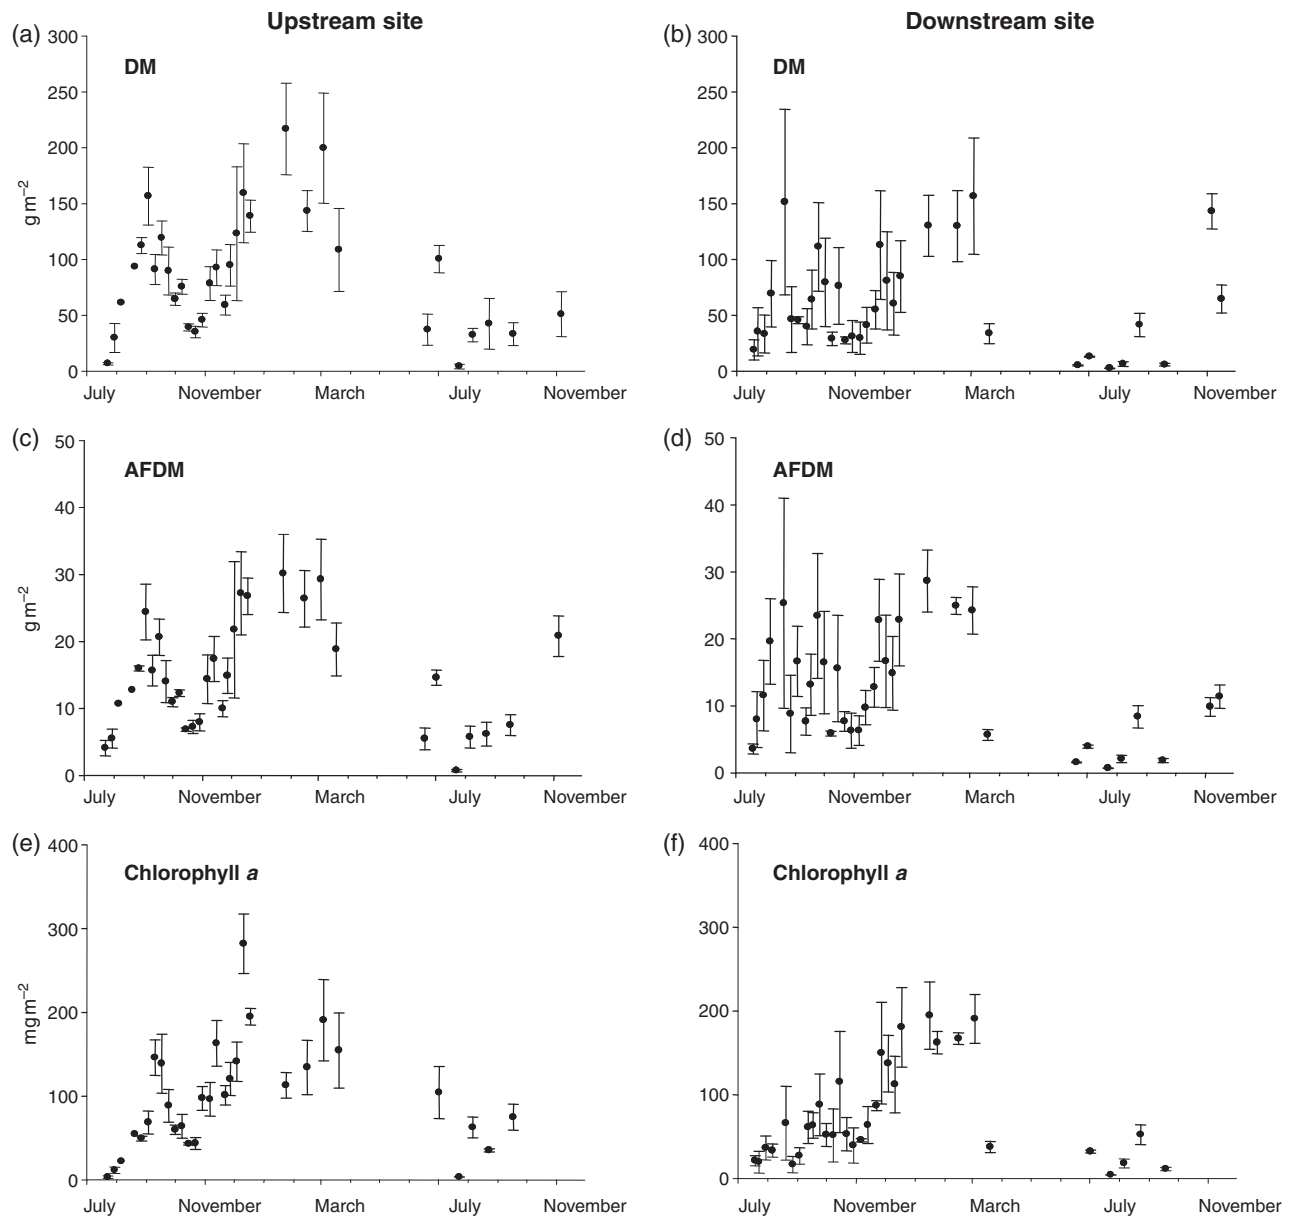 Upstream site Downstream site
(a) 300 (b) 300
DM DM
250 250
200 200
g m−2 150 150
100 100
50 50
0 0
July November March July November July November March July November
(c) 50 (d) 50
AFDM AFDM
40 40
30 30
g m−2
20 20
10 10
0 0
July November March July November July November March July November
(e) 400 (f) 400
Chlorophyll a Chlorophyll a
300 300
mg m−2 200 200
100 100
0 0
July November March July November July November March July November